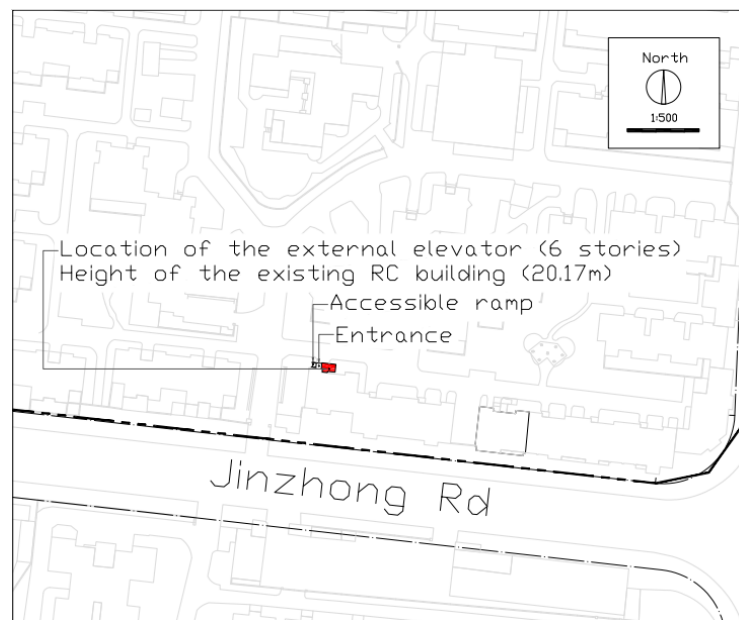 North
1:500
Location of the external elevator (6 stories)
Height of the existing RC building (20.17m)
Accessible ramp
Entrance
Jinzhong Rd